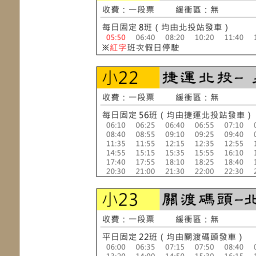 收費：一段票　緩衝區：無
每日固定8班（均由北投站發車）
05:50 06:40 08:20 10:20 11:40
※紅字班次假日停駛
小22 捷運北投-
收費：一段票　緩衝區：無
每日固定56班（均由捷運北投發車）
06:10 06:25 06:40 06:55 07:10
08:40 08:55 09:10 09:25 09:40
11:35 11:55 12:15 12:35 12:55
14:55 15:15 15:35 15:55 16:10
17:40 17:55 18:10 18:25 18:40
20:30 21:00 21:30 22:00 22:30
小23 關渡碼頭-北
收費：一段票　緩衝區：無
平日固定22班（均由關渡碼頭發車）
06:00 06:35 07:15 07:50 08:40